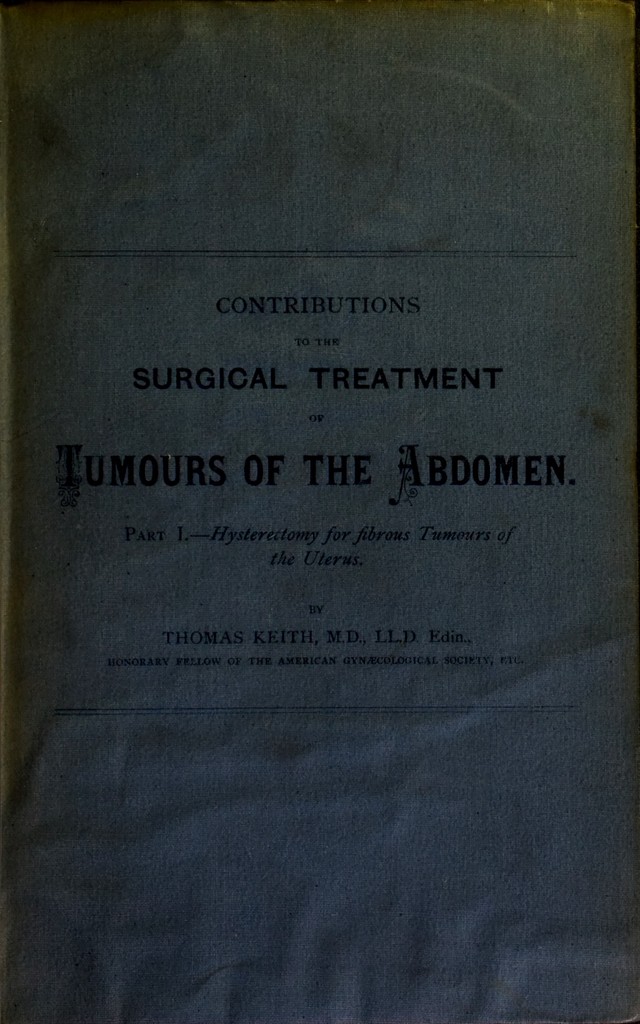 CONTRIBUTIONS
TO THE
SURGICAL TREATMENT
OF
TUMOURS OF THE ABDOMEN.
PART I.—Hysterectomy for fibrous Tumours of
the Uterus.
BY
THOMAS KEITH, M.D., LL.D. Edin.,
HONORARY FELLOW OF THE AMERICAN GYNÆCOLOGICAL SOCIETY, ETC.